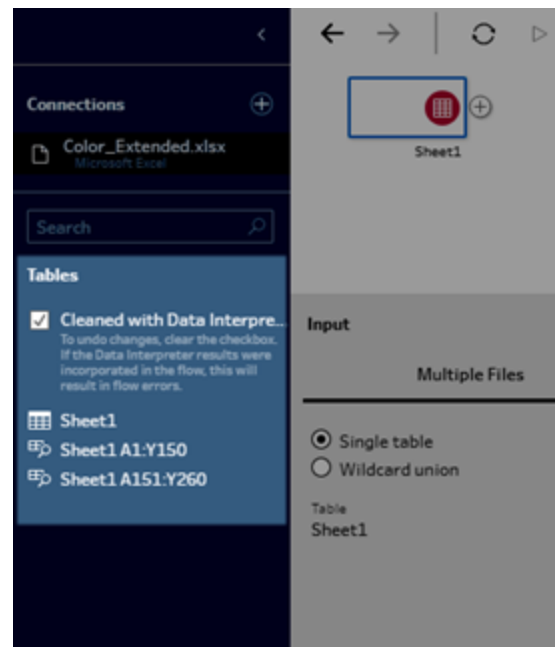 Connections
Color_Extended.xlsx
Microsoft Excel
Search
Tables
Cleaned with Data Interpre...
To undo changes, clear the checkbox.
If the Data Interpreter results were
incorporated in the flow, this will
result in flow errors.
Sheet1
Sheet1 A1:Y150
Sheet1 A151:Y260
Sheet1
Input
Multiple Files
Single table
Wildcard union
Table
Sheet1